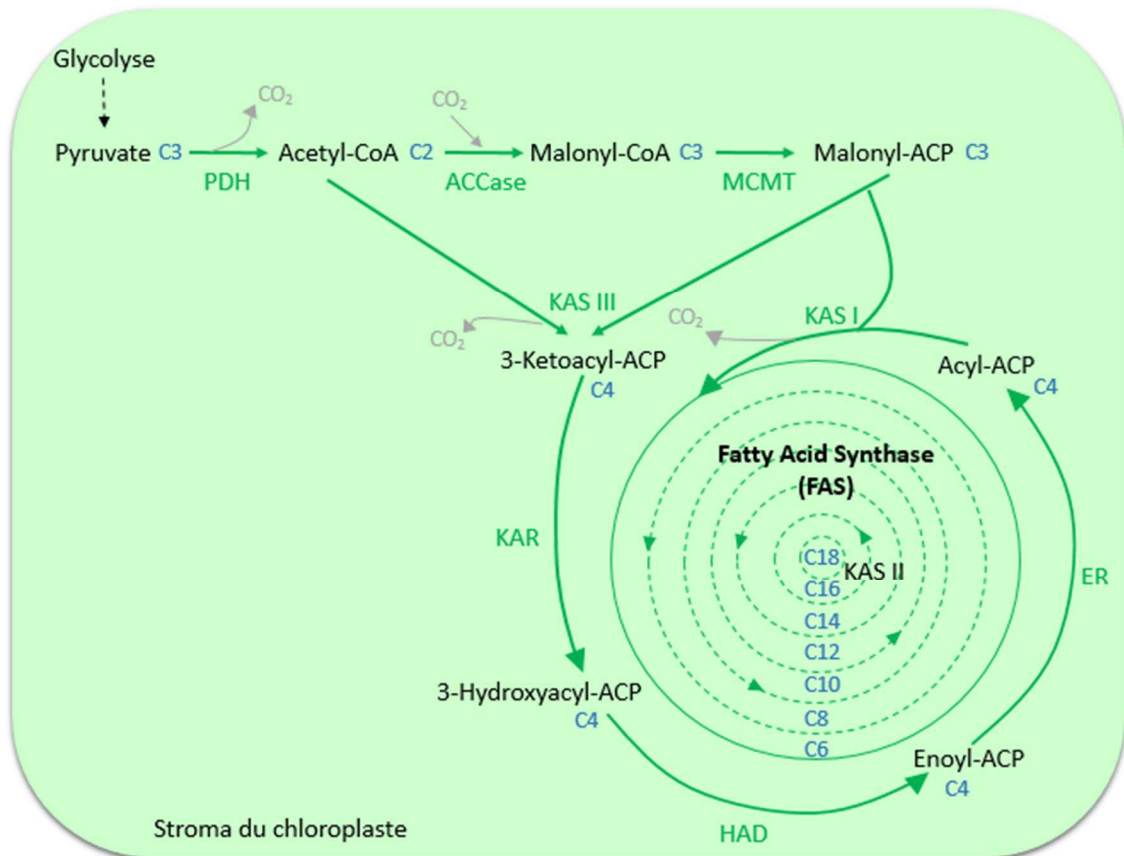 Glycolyse
CO₂
CO₂
Pyruvate C3
Acetyl-CoA C2
Malonyl-CoA C3
Malonyl-ACP C3
PDH
ACCase
MCMT
KAS III
KAS I
CO₂
CO₂
3-Ketoacyl-ACP
C4
Acyl-ACP
C4
Fatty Acid Synthase
(FAS)
KAR
C18
KAS II
C16
ER
C14
C12
C10
3-Hydroxyacyl-ACP
C4
C8
C6
Enoyl-ACP
C4
Stroma du chloroplaste
HAD